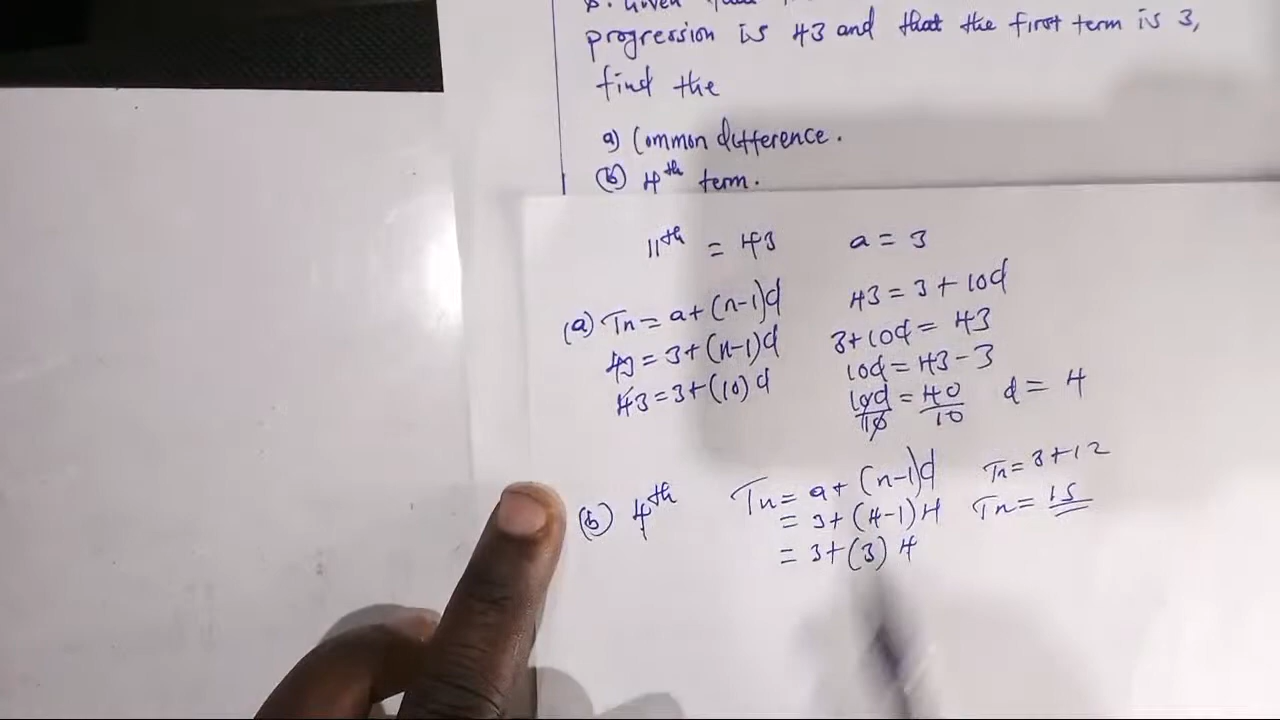 progression is 43 and that the first term is 3,
find the
a) Common difference.
(b) 4th term.
11th = 43
a = 3
(a) Tn = a + (n-1)d
43 = 3 + (n-1)d
43 = 3 + (10) d
43 = 3 + 10d
3 + 10d = 43
10d = 43 - 3
10d/10 = 40/10
d = 4
(b) 4th
Tn = a + (n-1)d
= 3 + (4-1)4
= 3 + (3) 4
Tn = 3 + 12
Tn = 15